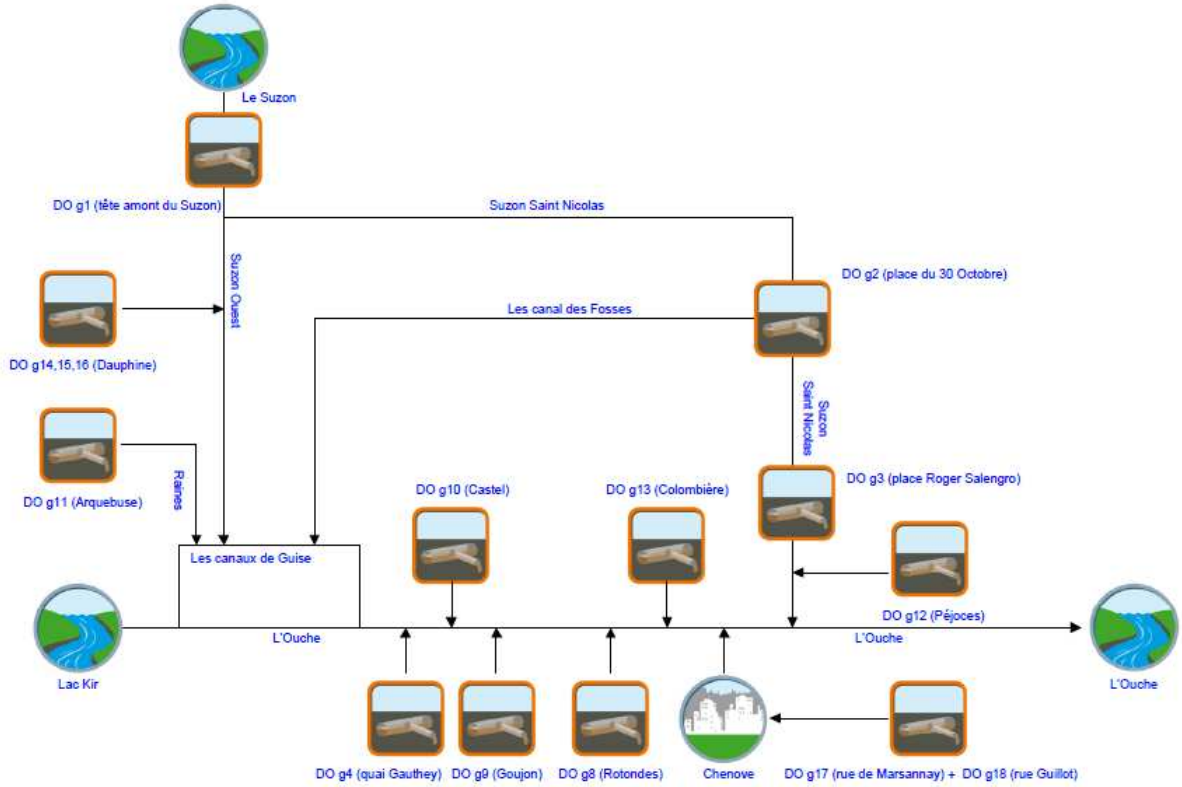 Le Suzon
DO g1 (tête amont du Suzon)
Suzon Saint Nicolas
Suzon Ouest
DO g2 (place du 30 Octobre)
Les canal des Fosses
DO g14,15,16 (Dauphine)
Suzon
Saint Nicolas
DO g11 (Arquebuse)
Raines
DO g10 (Castel)
DO g13 (Colombière)
DO g3 (place Roger Salengro)
Les canaux de Guise
DO g12 (Péjoces)
L'Ouche
L'Ouche
Lac Kir
L'Ouche
DO g4 (quai Gauthey)
DO g9 (Goujon)
DO g8 (Rotondes)
Chenove
DO g17 (rue de Marsannay) + DO g18 (rue Guillot)